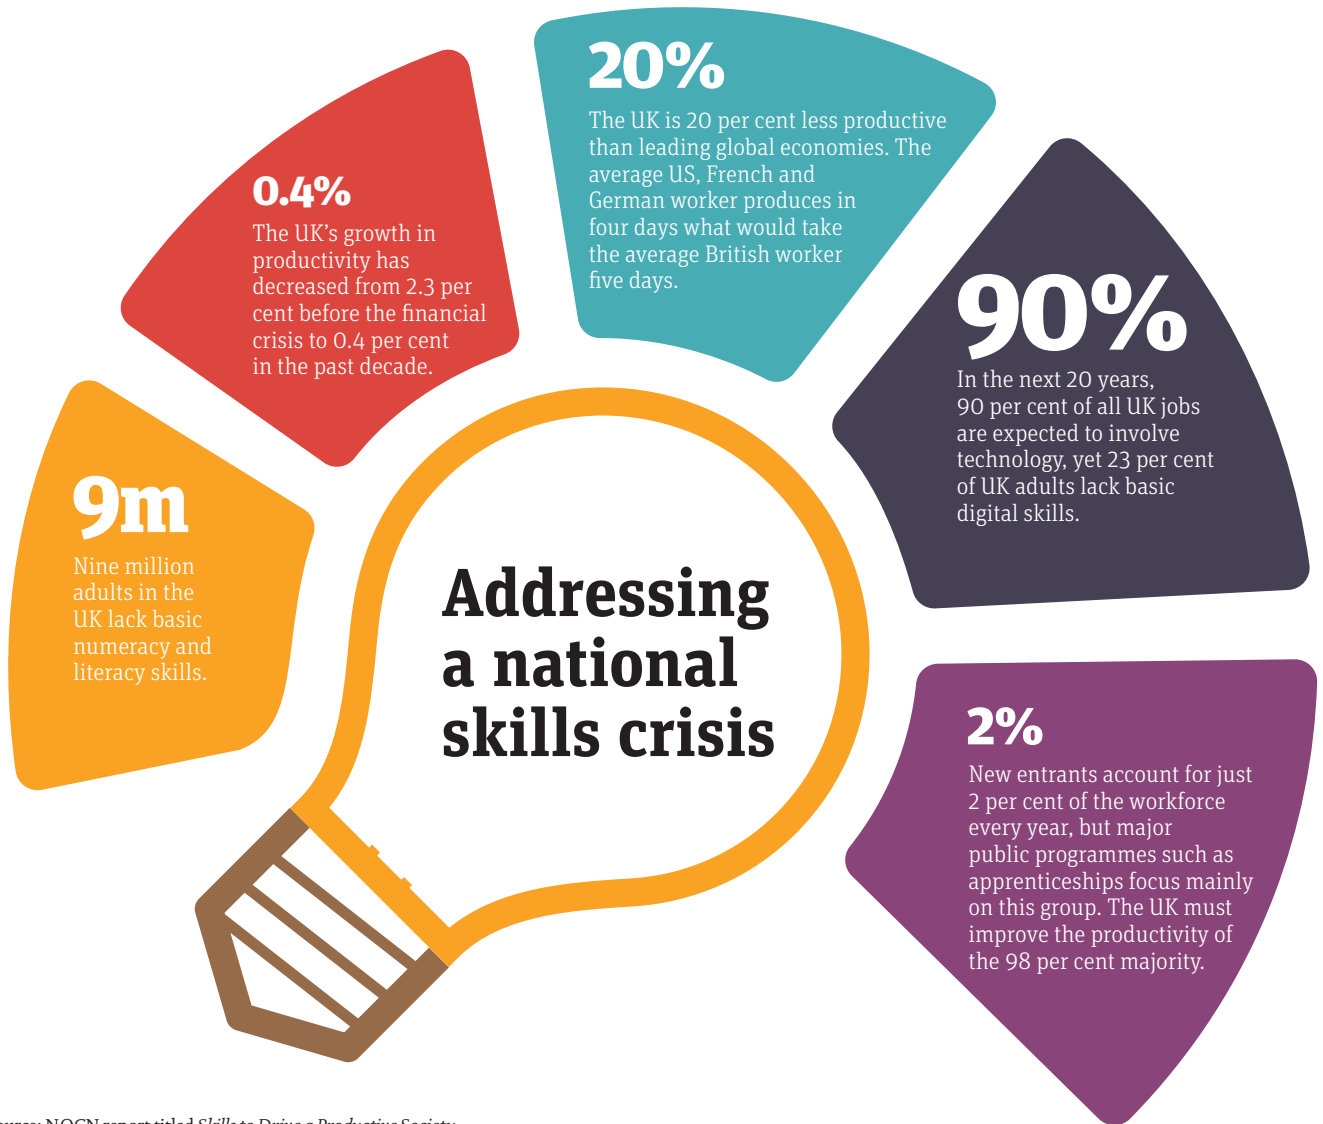 20%
The UK is 20 per cent less productive
than leading global economies. The
average US, French and
German worker produces in
four days what would take
the average British worker
five days.
0.4%
The UK's growth in
productivity has
decreased from 2.3 per
cent before the financial
crisis to 0.4 per cent
in the past decade.
90%
In the next 20 years,
90 per cent of all UK jobs
are expected to involve
technology, yet 23 per cent
of UK adults lack basic
digital skills.
9m
Nine million
adults in the
UK lack basic
numeracy and
literacy skills.
Addressing
a national
skills crisis
2%
New entrants account for just
2 per cent of the workforce
every year, but major
public programmes such as
apprenticeships focus mainly
on this group. The UK must
improve the productivity of
the 98 per cent majority.